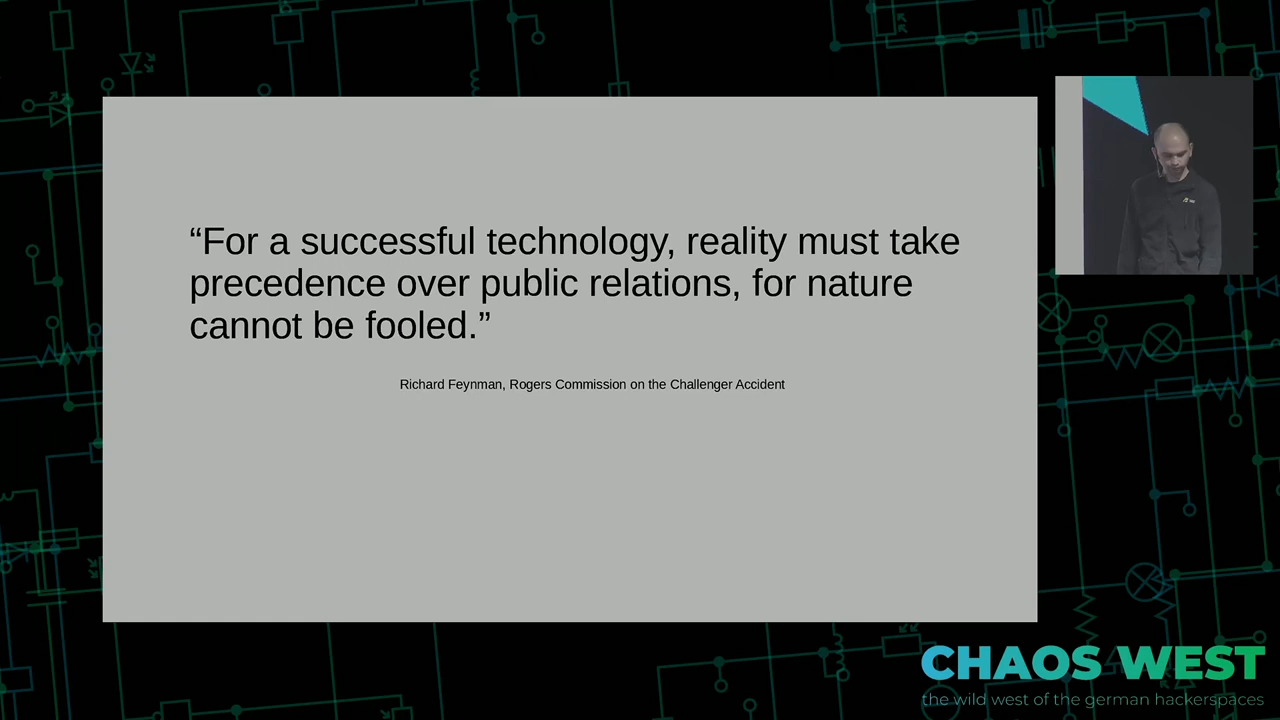 “For a successful technology, reality must take
precedence over public relations, for nature
cannot be fooled.”
Richard Feynman, Rogers Commission on the Challenger Accident
CHAOS WEST
the wild west of the german hackerspaces